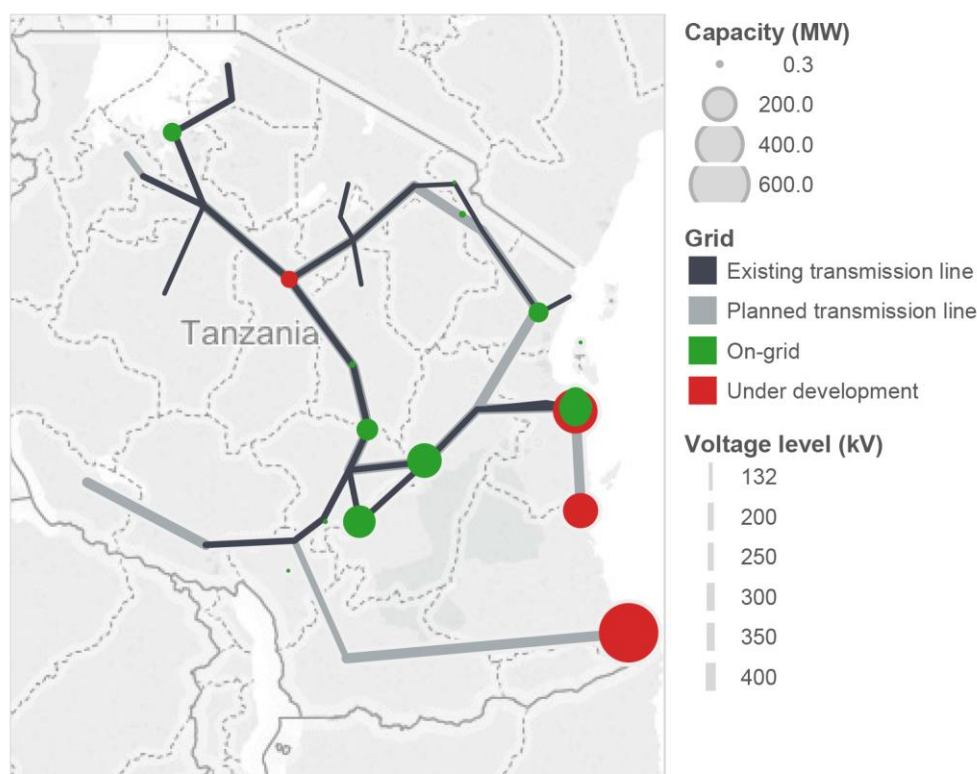 Tanzania
Capacity (MW)
0.3
200.0
400.0
600.0
Grid
Existing transmission line
Planned transmission line
On-grid
Under development
Voltage level (kV)
132
200
250
300
350
400